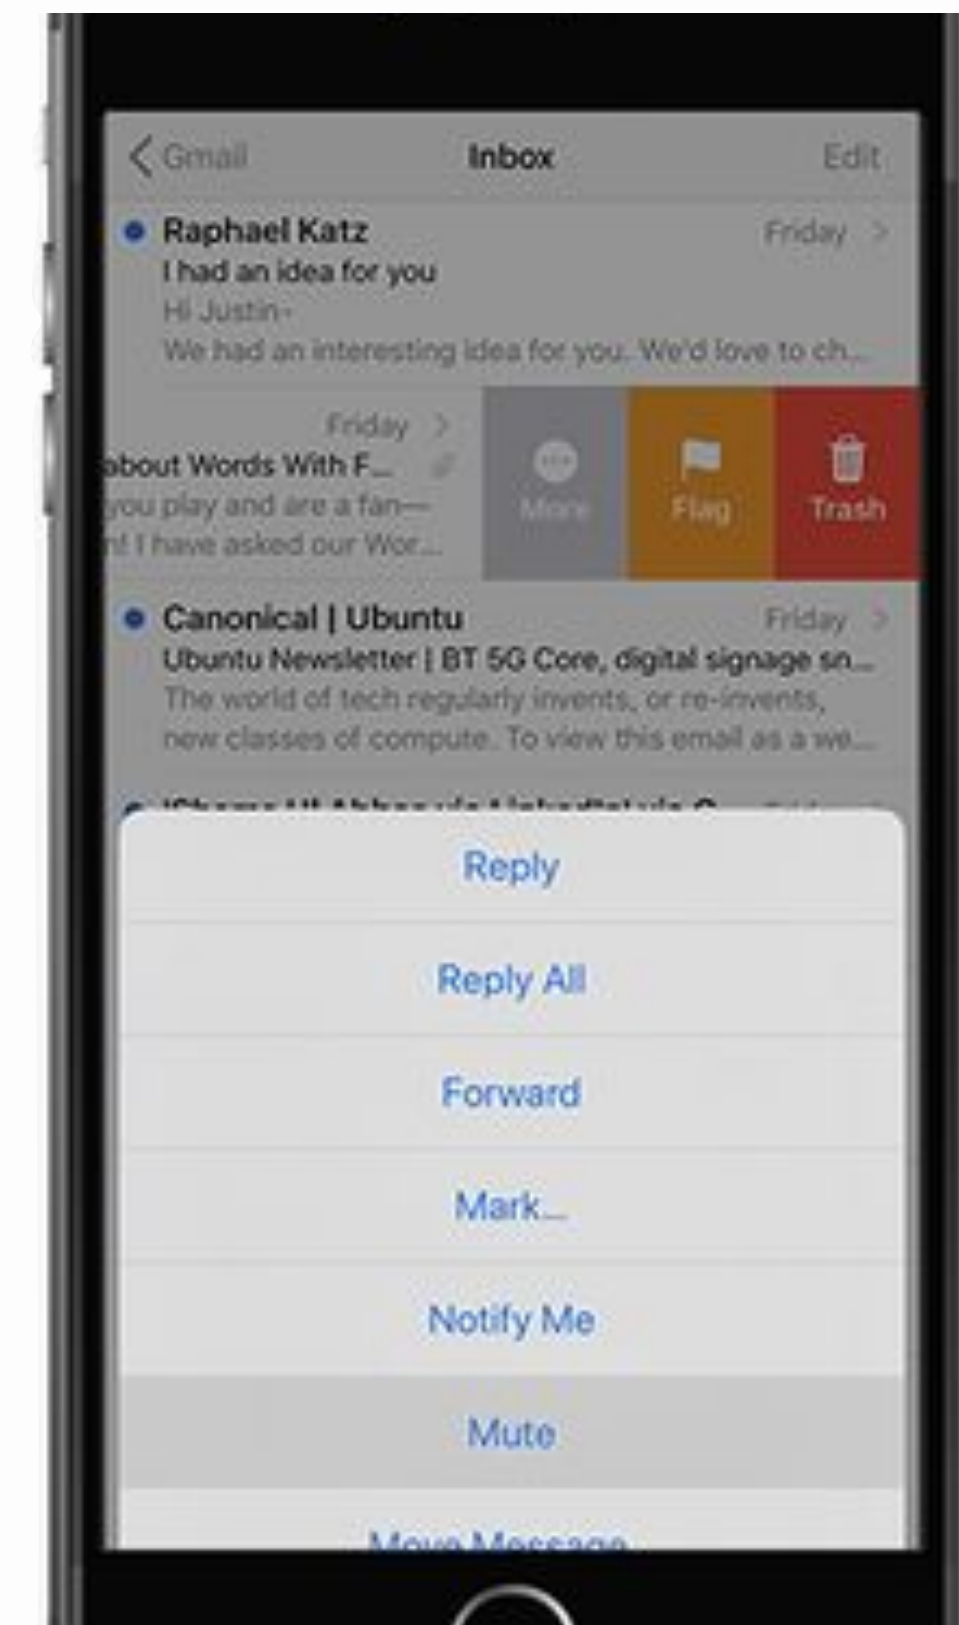 Gmail Inbox Edit
Raphael Katz Friday
I had an idea for you
Hi Justin-
We had an interesting idea for you. We'd love to ch...
Friday
about Words With F...
you play and are a fan—
n! I have asked our Wor...
More Flag Trash
Canonical | Ubuntu Friday
Ubuntu Newsletter | BT 5G Core, digital signage sn...
The world of tech regularly invents, or re-invents,
new classes of compute. To view this email as a we...
Reply
Reply All
Forward
Mark...
Notify Me
Mute
Move Message